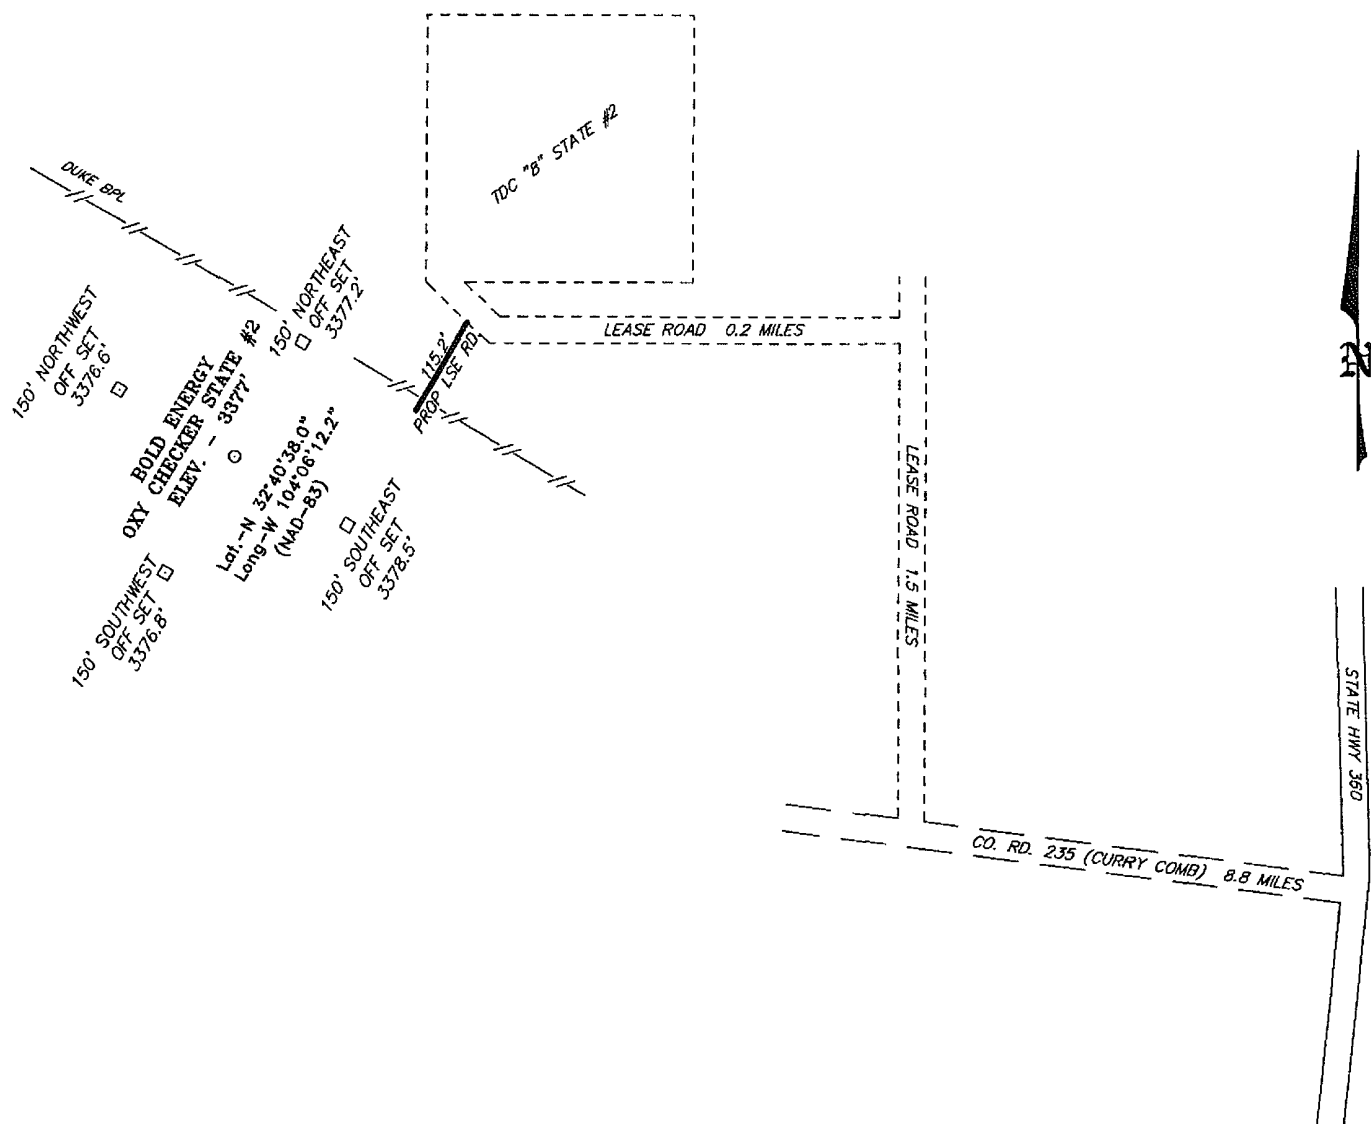 TDC "B" STATE #2
DUKE BPL
150' NORTHWEST
OFF SET
3376.6'
150' NORTHEAST
OFF SET
3377.2'
BOLD ENERGY
OXY CHECKER STATE #2
ELEV. - 3377'
115.2'
PROP LSE RD.
LEASE ROAD 0.2 MILES
N
Lat.-N 32°40'38.0"
Long-W 104°06'12.2"
(NAD-83)
150' SOUTHEAST
OFF SET
3378.5'
150' SOUTHWEST
OFF SET
3376.8'
LEASE ROAD 1.5 MILES
STATE HWY 360
CO. RD. 235 (CURRY COMB) 8.8 MILES